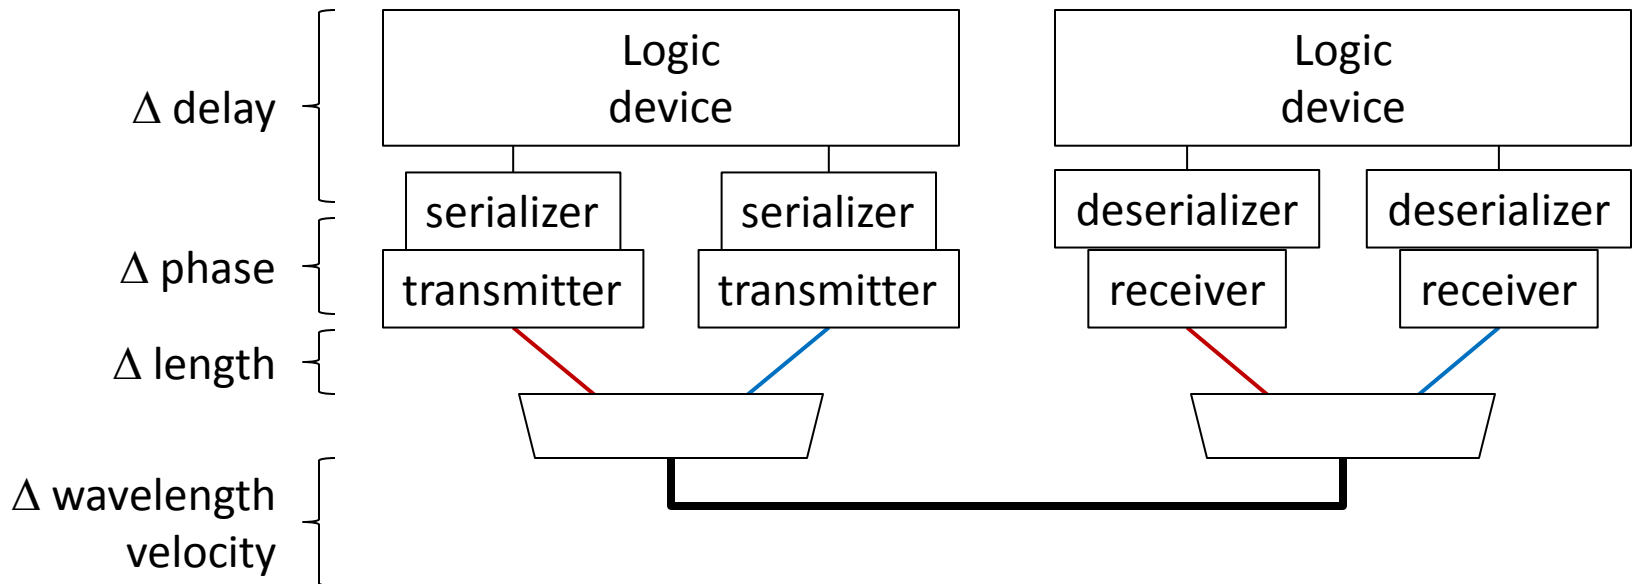 Δ delay
Logic
device
Logic
device
serializer
serializer
deserializer
deserializer
Δ phase
transmitter
transmitter
receiver
receiver
Δ length
Δ wavelength
velocity